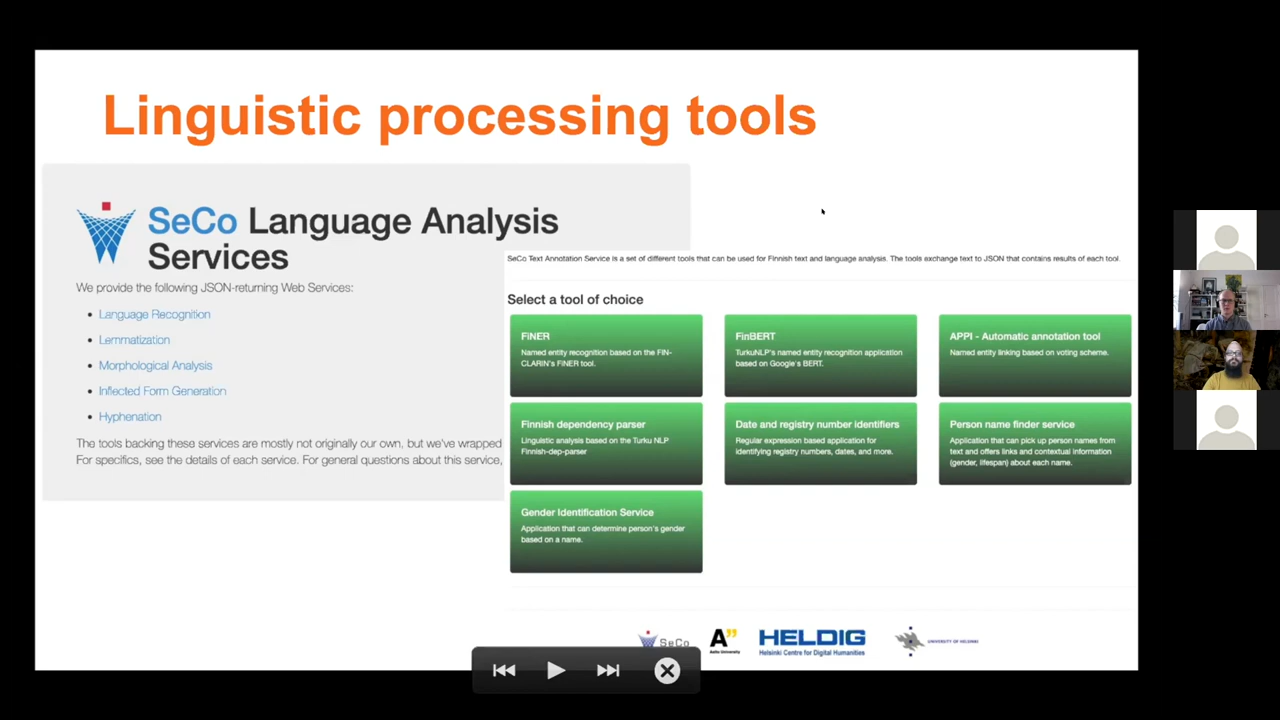 Linguistic processing tools
SeCo Language Analysis
Services
We provide the following JSON-returning Web Services:
Language Recognition
Lemmatization
Morphological Analysis
Inflected Form Generation
Hyphenation
The tools backing these services are mostly not originally our own, but we've wrapped
For specifics, see the details of each service. For general questions about this service,
SeCo Text Annotation Service is a set of different tools that can be used for Finnish text and language analysis. The tools exchange text to JSON that contains results of each tool.
Select a tool of choice
FiNER
Named entity recognition based on the FIN-
CLARIN's FiNER tool.
FinBERT
TurkuNLP's named entity recognition application
based on Google's BERT.
APPI - Automatic annotation tool
Named entity linking based on voting scheme.
Finnish dependency parser
Linguistic analysis based on the Turku NLP
Finnish-dep-parser
Date and registry number identifiers
Regular expression based application for
identifying registry numbers, dates, and more.
Person name finder service
Application that can pick up person names from
text and offers links and contextual information
(gender, lifespan) about each name.
Gender Identification Service
Application that can determine person's gender
based on a name.
SeCo
A"
Aalto University
HELDIG
Helsinki Centre for Digital Humanities
UNIVERSITY OF HELSINKI